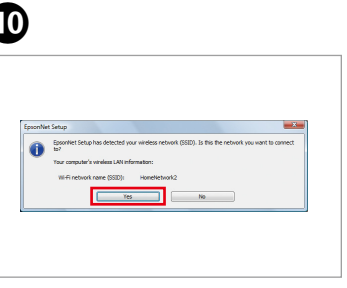 10
EpsonNet Setup
EpsonNet Setup has detected your wireless network (SSID). Is this the network you want to connect
to?
Your computer's wireless LAN information:
Wi-Fi network name (SSID): HomeNetwork2
Yes No